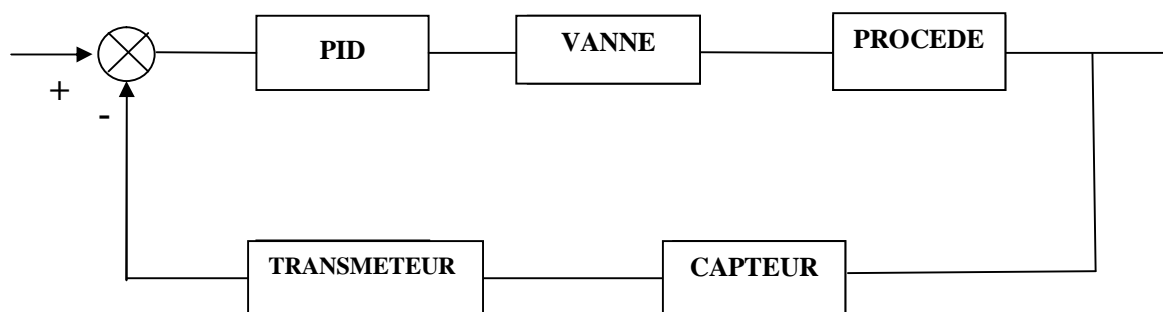 PID
VANNE
PROCEDE
+
-
TRANSMETEUR
CAPTEUR